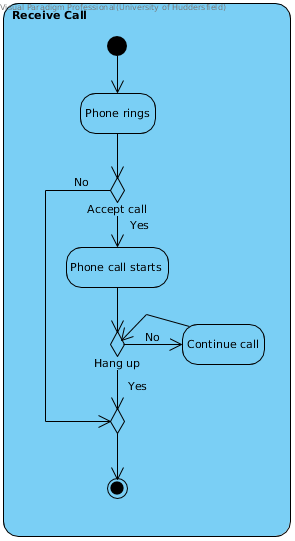 Visual Paradigm Professional(University of Huddersfield)
Receive Call
Phone rings
No
Accept call
Yes
Phone call starts
No
Continue call
Hang up
Yes